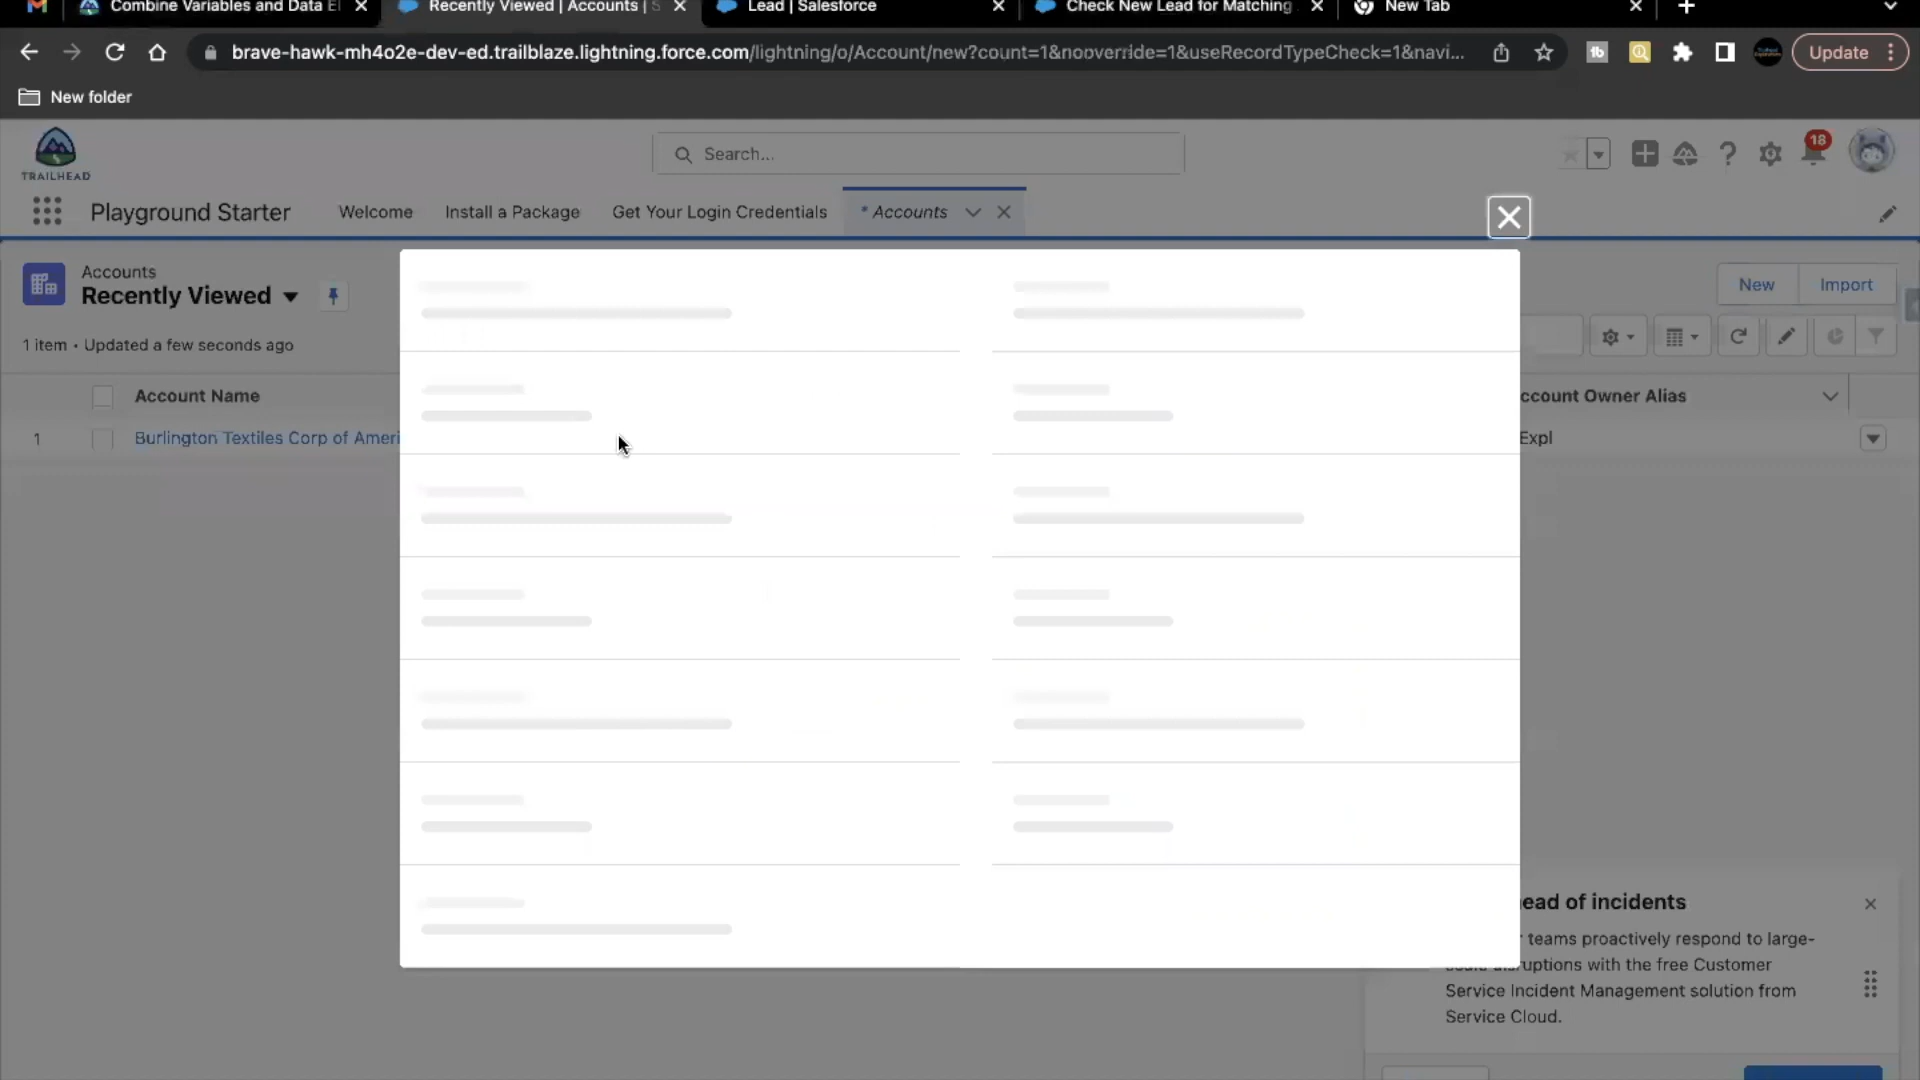 Combine Variables and Data El
Recently Viewed | Accounts | S
Lead | Salesforce
Check New Lead for Matching
New Tab
brave-hawk-mh4o2e-dev-ed.trailblaze.lightning.force.com/lightning/o/Account/new?count=1&nooverride=1&useRecordTypeCheck=1&navi...
Update
New folder
TRAILHEAD
Search...
18
Playground Starter
Welcome
Install a Package
Get Your Login Credentials
* Accounts
Accounts
Recently Viewed
New
Import
1 item • Updated a few seconds ago
Account Name
ccount Owner Alias
1
Burlington Textiles Corp of Ameri
Expl
ead of incidents
teams proactively respond to large-
disruptions with the free Customer
Service Incident Management solution from
Service Cloud.